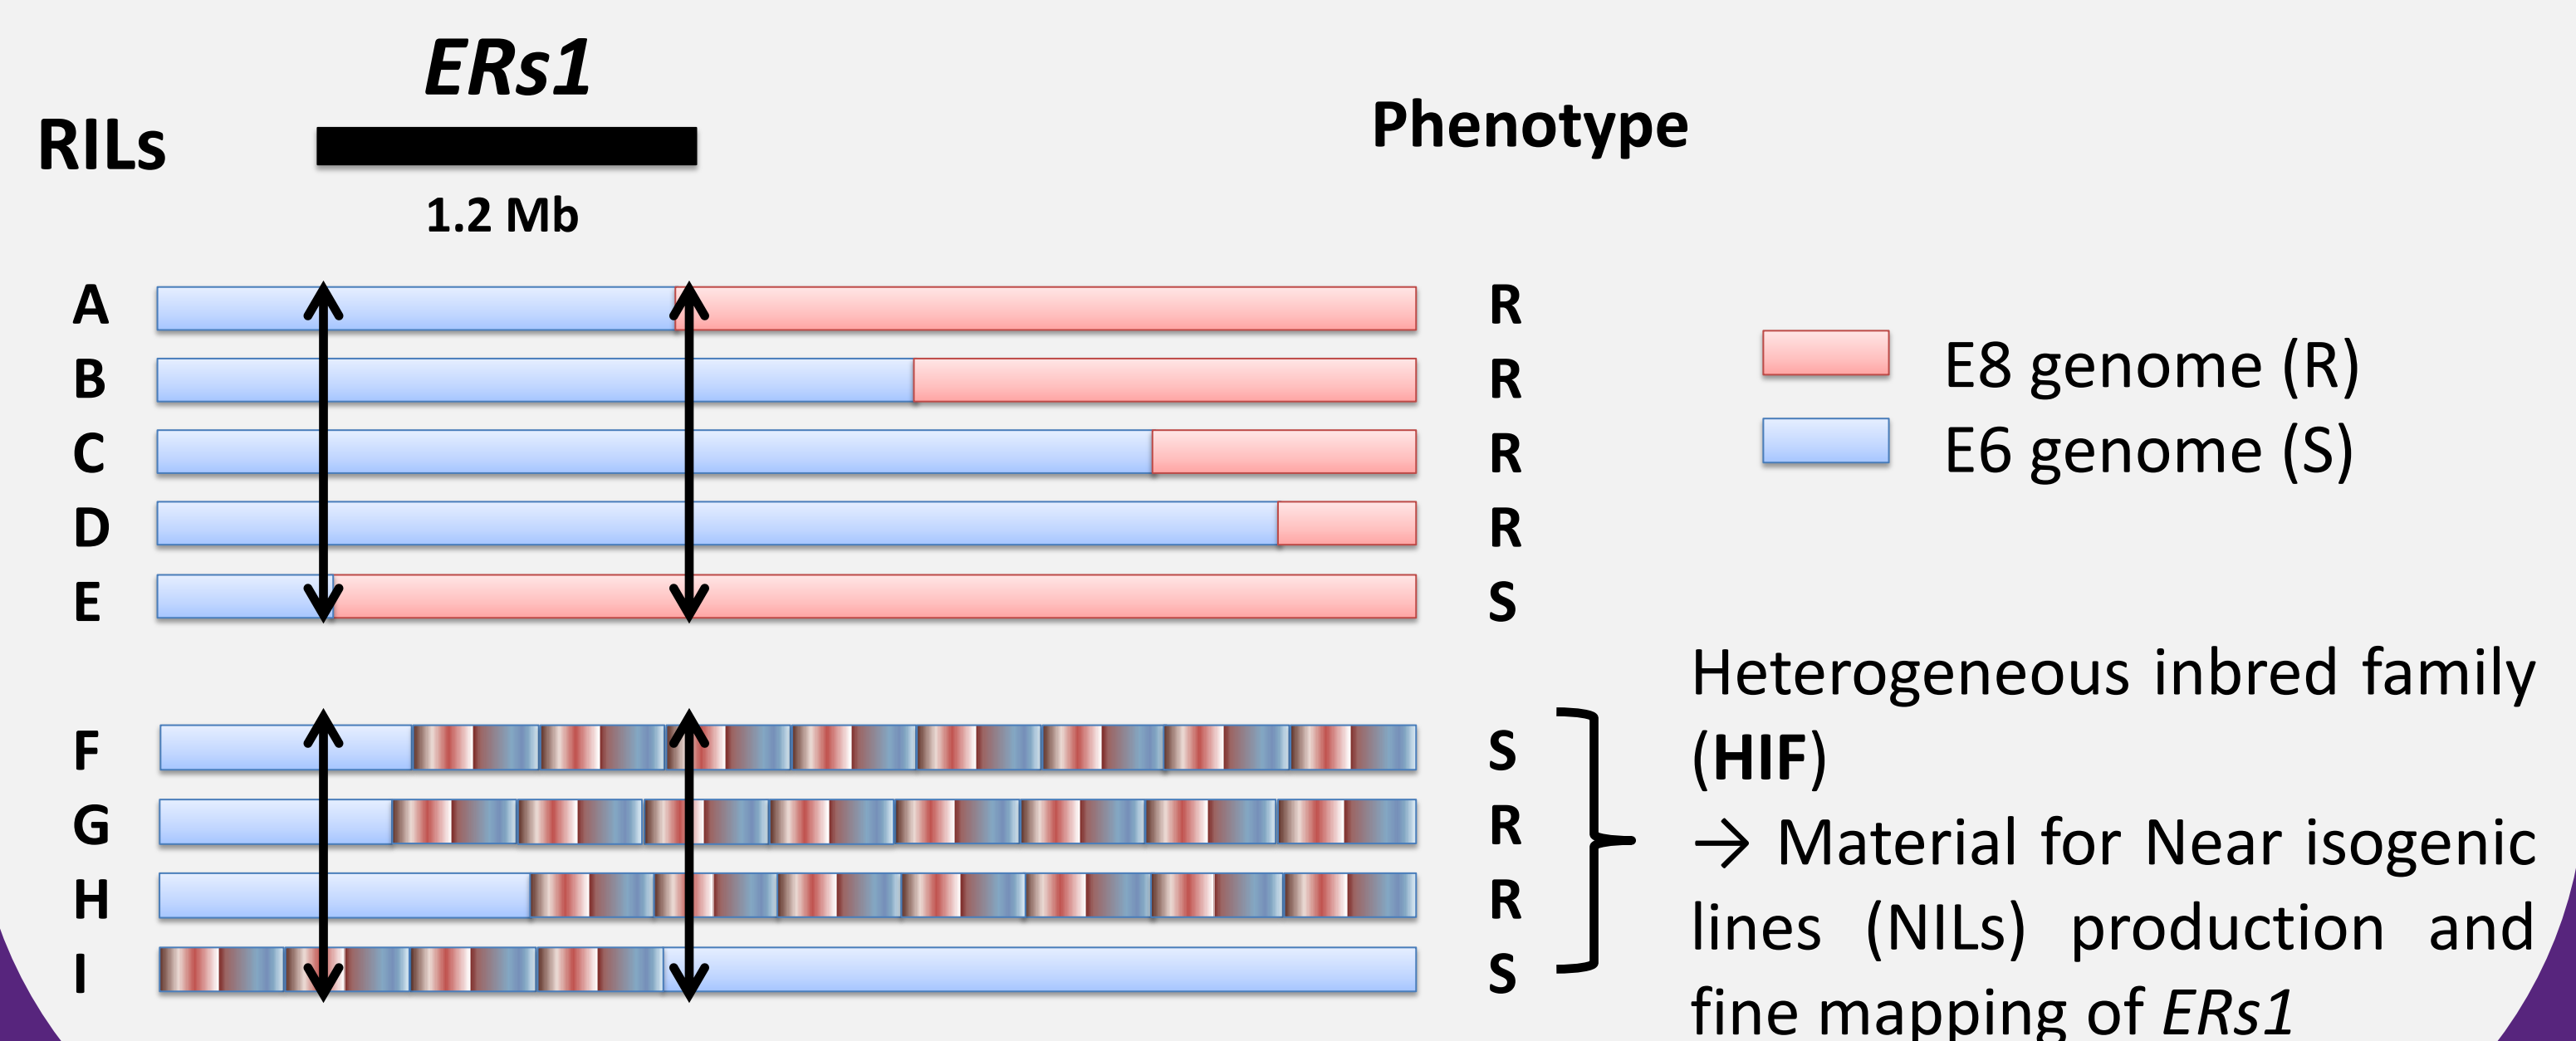 ERs1
RILs
Phenotype
1.2 Mb
A R
B R
C R
D R
E S
E8 genome (R)
E6 genome (S)
F S
G R
H R
I S
Heterogeneous inbred family
(HIF)
→ Material for Near isogenic
lines (NILs) production and
fine mapping of ERs1